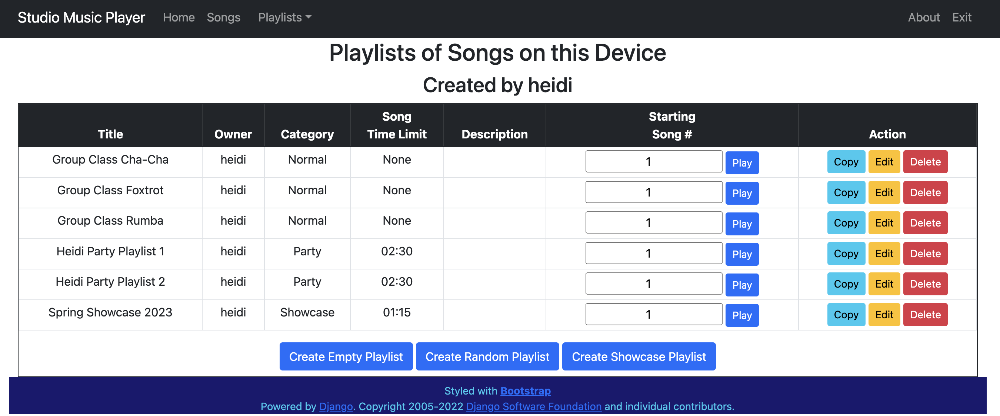 Studio Music Player Home Songs Playlists About Exit
Playlists of Songs on this Device
Created by heidi
Title Owner Category Song Time Limit Description Starting Song # Action
Group Class Cha-Cha heidi Normal None 1 Play Copy Edit Delete
Group Class Foxtrot heidi Normal None 1 Play Copy Edit Delete
Group Class Rumba heidi Normal None 1 Play Copy Edit Delete
Heidi Party Playlist 1 heidi Party 02:30 1 Play Copy Edit Delete
Heidi Party Playlist 2 heidi Party 02:30 1 Play Copy Edit Delete
Spring Showcase 2023 heidi Showcase 01:15 1 Play Copy Edit Delete
Create Empty Playlist Create Random Playlist Create Showcase Playlist
Styled with Bootstrap
Powered by Django. Copyright 2005-2022 Django Software Foundation and individual contributors.